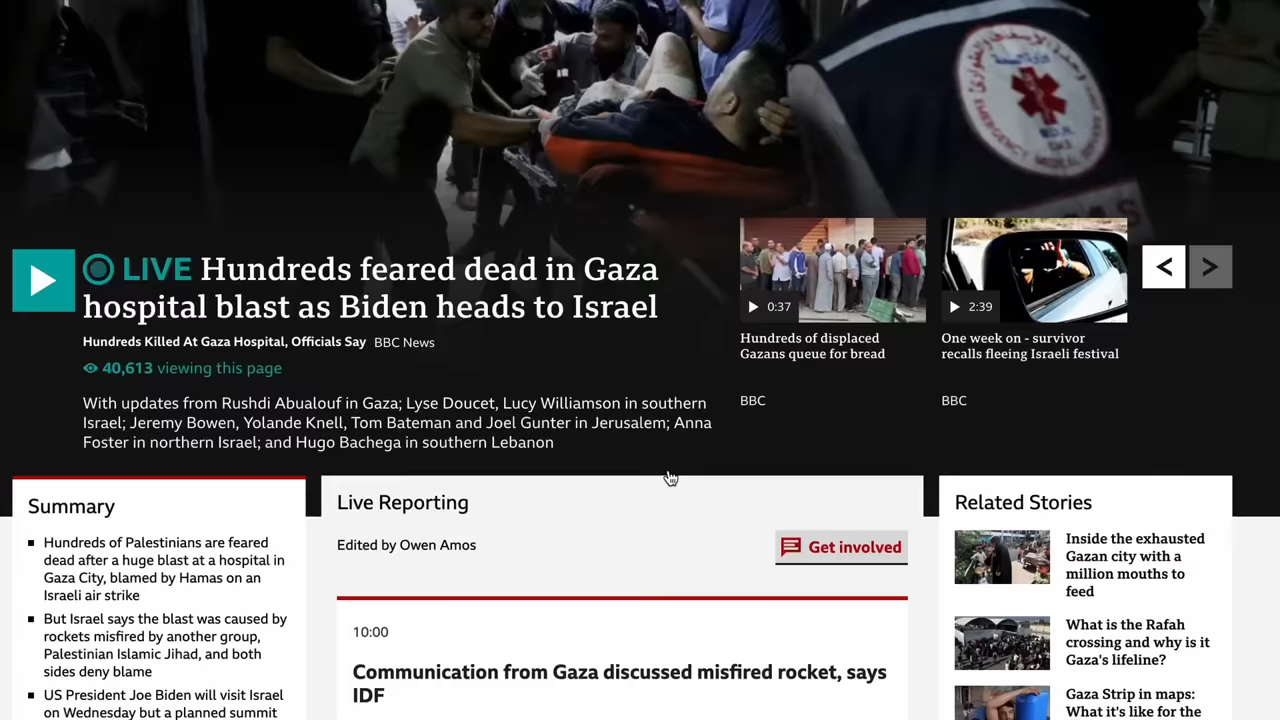 LIVE Hundreds feared dead in Gaza
hospital blast as Biden heads to Israel
Hundreds Killed At Gaza Hospital, Officials Say BBC News
40,613 viewing this page
With updates from Rushdi Abualouf in Gaza; Lyse Doucet, Lucy Williamson in southern
Israel; Jeremy Bowen, Yolande Knell, Tom Bateman and Joel Gunter in Jerusalem; Anna
Foster in northern Israel; and Hugo Bachega in southern Lebanon
0:37
Hundreds of displaced
Gazans queue for bread
BBC
2:39
One week on - survivor
recalls fleeing Israeli festival
BBC
Summary
Hundreds of Palestinians are feared
dead after a huge blast at a hospital in
Gaza City, blamed by Hamas on an
Israeli air strike
But Israel says the blast was caused by
rockets misfired by another group,
Palestinian Islamic Jihad, and both
sides deny blame
US President Joe Biden will visit Israel
on Wednesday but a planned summit
Live Reporting
Edited by Owen Amos
Get involved
10:00
Communication from Gaza discussed misfired rocket, says
IDF
Related Stories
Inside the exhausted
Gazan city with a
million mouths to
feed
What is the Rafah
crossing and why is it
Gaza's lifeline?
Gaza Strip in maps:
What it's like for the